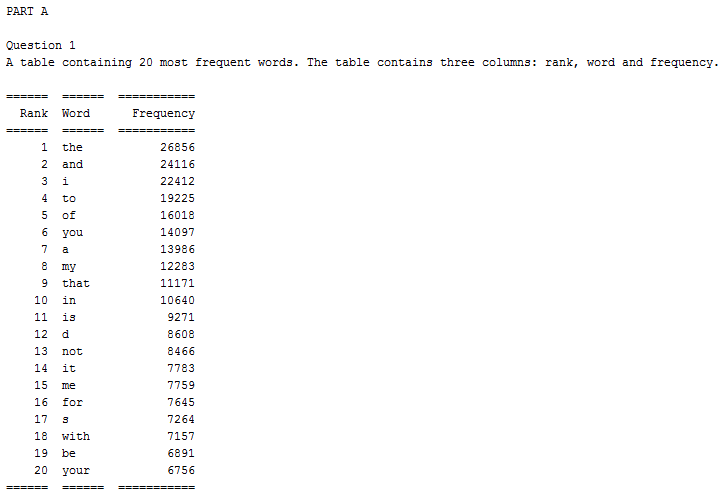 PART A
Question 1
A table containing 20 most frequent words. The table contains three columns: rank, word and frequency.
====== ====== ===========
Rank Word Frequency
====== ====== ===========
1 the 26856
2 and 24116
3 i 22412
4 to 19225
5 of 16018
6 you 14097
7 a 13986
8 my 12283
9 that 11171
10 in 10640
11 is 9271
12 d 8608
13 not 8466
14 it 7783
15 me 7759
16 for 7645
17 s 7264
18 with 7157
19 be 6891
20 your 6756
====== ====== ===========